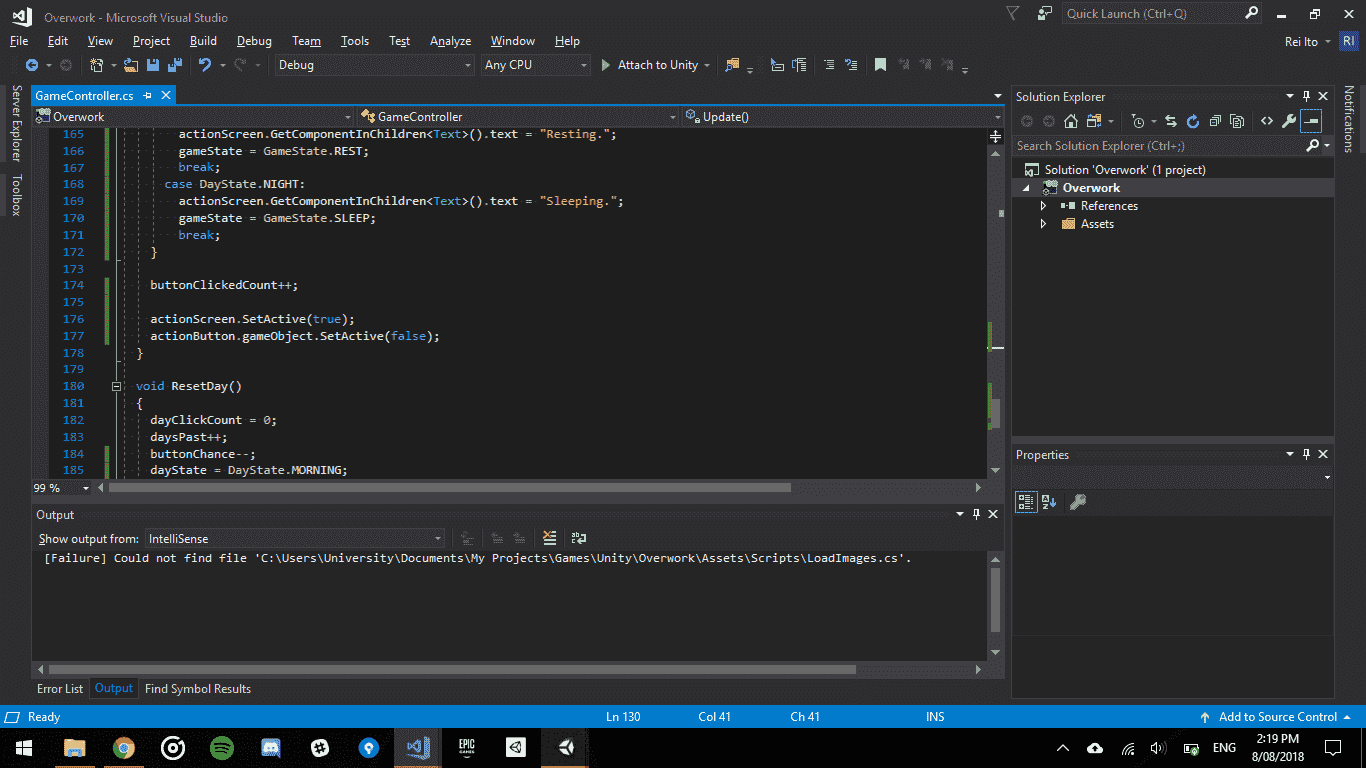 Overwork - Microsoft Visual Studio
Quick Launch (Ctrl+Q)
File Edit View Project Build Debug Team Tools Test Analyze Window Help
Rei Ito RI
Debug Any CPU Attach to Unity
Server Explorer
Toolbox
GameController.cs
Overwork GameController Update()
165 actionScreen.GetComponentInChildren<Text>().text = "Resting.";
166 gameState = GameState.REST;
167 break;
168 case DayState.NIGHT:
169 actionScreen.GetComponentInChildren<Text>().text = "Sleeping.";
170 gameState = GameState.SLEEP;
171 break;
172 }
173
174 buttonClickedCount++;
175
176 actionScreen.SetActive(true);
177 actionButton.gameObject.SetActive(false);
178 }
179
180 void ResetDay()
181 {
182 dayClickCount = 0;
183 daysPast++;
184 buttonChance--;
185 dayState = DayState.MORNING;
99 %
Output
Show output from: IntelliSense
[Failure] Could not find file 'C:\Users\University\Documents\My Projects\Games\Unity\Overwork\Assets\Scripts\LoadImages.cs'.
Error List Output Find Symbol Results
Solution Explorer
Search Solution Explorer (Ctrl+;)
Solution 'Overwork' (1 project)
Overwork
References
Assets
Properties
Notifications
Ready Ln 130 Col 41 Ch 41 INS Add to Source Control
EPIC GAMES
ENG
2:19 PM
8/08/2018